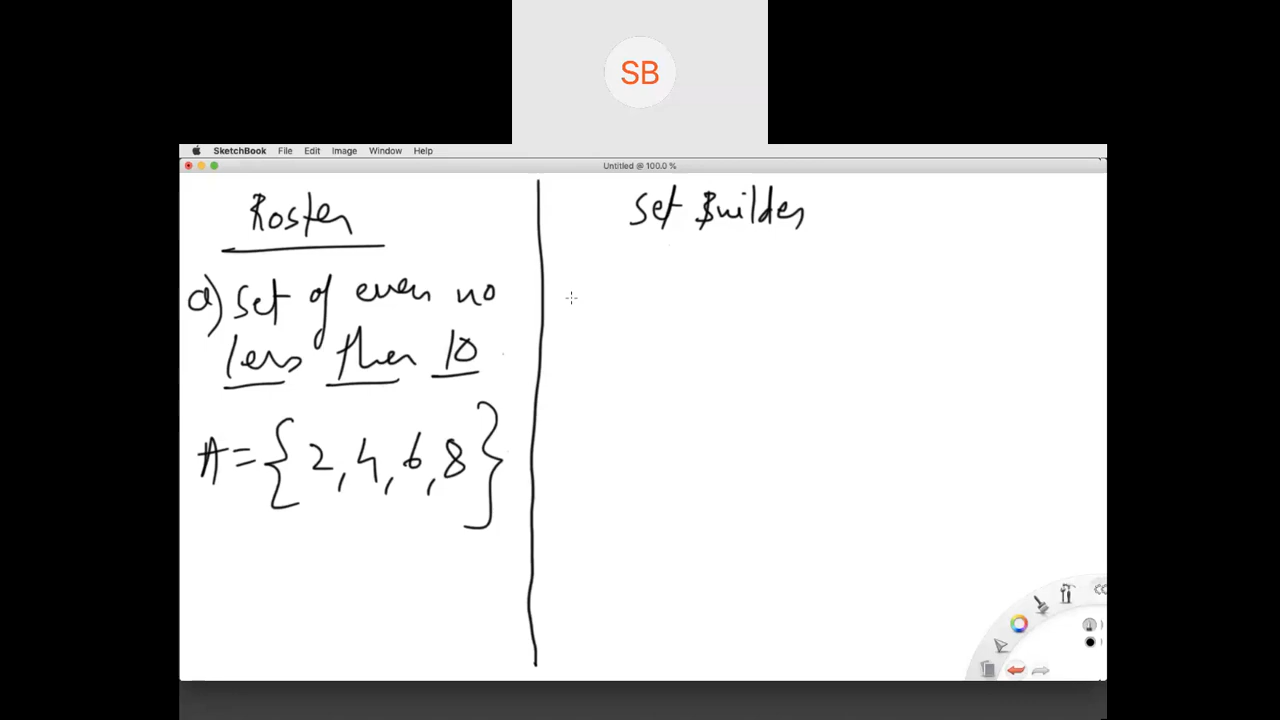 SB
SketchBook File Edit Image Window Help
Untitled @ 100.0 %
Roster
a) set of even no
less then 10
A = {2, 4, 6, 8}
Set Builder